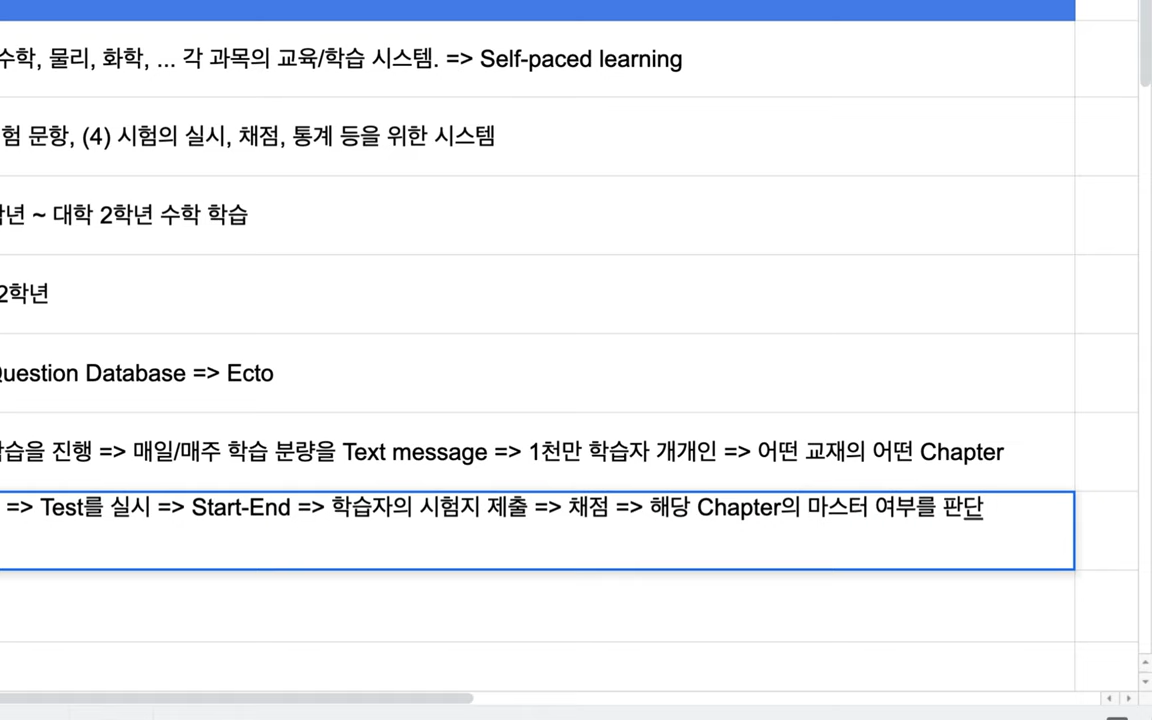 수학, 물리, 화학, ... 각 과목의 교육/학습 시스템. => Self-paced learning
험 문항, (4) 시험의 실시, 채점, 통계 등을 위한 시스템
학년 ~ 대학 2학년 수학 학습
2학년
Question Database => Ecto
학습을 진행 => 매일/매주 학습 분량을 Text message => 1천만 학습자 개개인 => 어떤 교재의 어떤 Chapter
=> Test를 실시 => Start-End => 학습자의 시험지 제출 => 채점 => 해당 Chapter의 마스터 여부를 판단